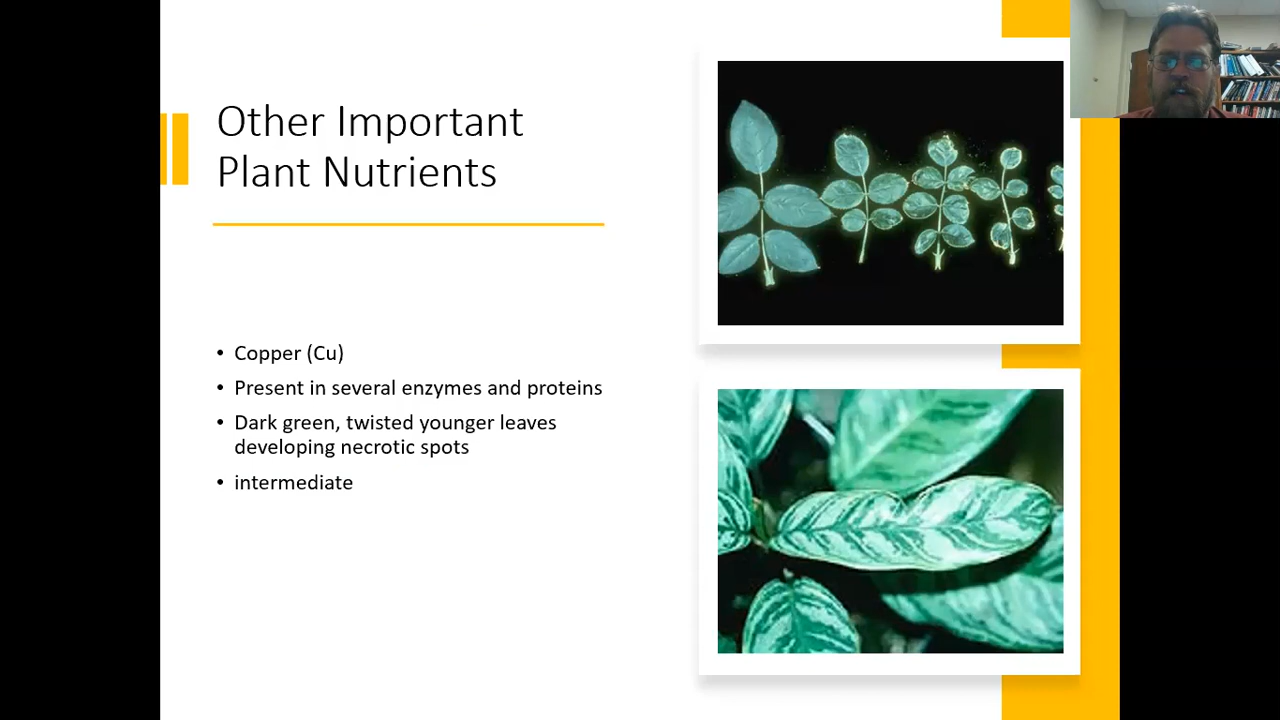 Other Important
Plant Nutrients
• Copper (Cu)
• Present in several enzymes and proteins
• Dark green, twisted younger leaves
developing necrotic spots
• intermediate